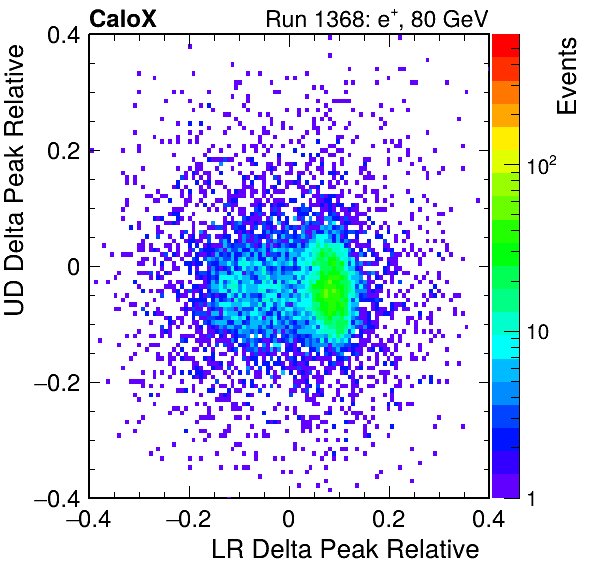 CaloX Run 1368: e+, 80 GeV
UD Delta Peak Relative
0.4
0.2
0
−0.2
−0.4
−0.4 −0.2 0 0.2 0.4
LR Delta Peak Relative
Events
10²
10
1